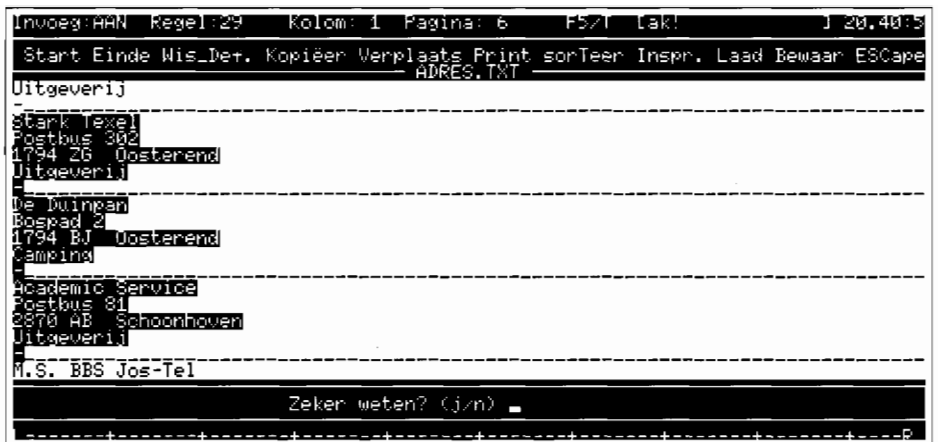 Invoeg:AAN Regel:29 Kolom: 1 Pagina: 6 F5/T [ak! ] 20.40:5
Start Einde Wis_Det. Kopiëer Verplaats Print sorTeer Inspr. Laad Bewaar ESCape
ADRES.TXT
Uitgeverij
-
Stark Texel
Postbus 302
1794 ZG Oosterend
Uitgeverij
-
De Duinpan
Bospad 2
1794 BJ Oosterend
Camping
-
Academic Service
Postbus 81
2870 AB Schoonhoven
Uitgeverij
-
M.S. BBS Jos-Tel
Zeker weten? (j/n)